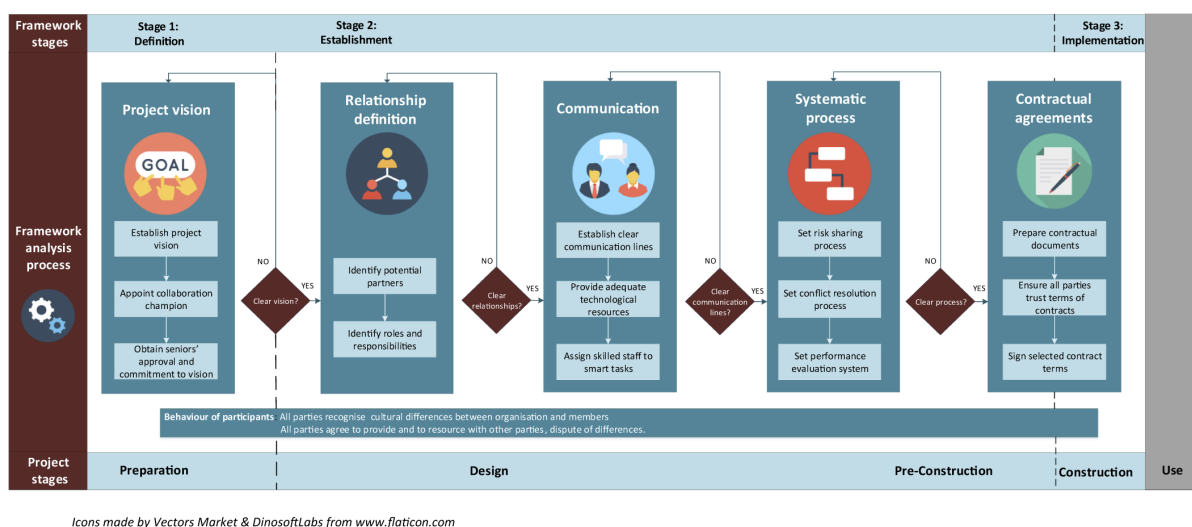 Framework
stages
Stage 1:
Definition
Stage 2:
Establishment
Stage 3:
Implementation
Framework
analysis
process
Project vision
GOAL
Establish project
vision
Appoint collaboration
champion
Obtain seniors'
approval and
commitment to vision
NO
Clear vision?
YES
Relationship
definition
Identify potential
partners
Identify roles and
responsibilities
NO
Clear
relationships?
YES
Communication
Establish clear
communication lines
Provide adequate
technological
resources
Assign skilled staff to
smart tasks
NO
Clear
communication
lines?
YES
Systematic
process
Set risk sharing
process
Set conflict resolution
process
Set performance
evaluation system
NO
Clear process?
YES
Contractual
agreements
Prepare contractual
documents
Ensure all parties
trust terms of
contracts
Sign selected contract
terms
Behaviour of participants: All parties recognise cultural differences between organisation and members
All parties agree to provide and to resource with other parties, dispute of differences.
Project
stages
Preparation
Design
Pre-Construction
Construction
Use
Icons made by Vectors Market & DinosoftLabs from www.flaticon.com